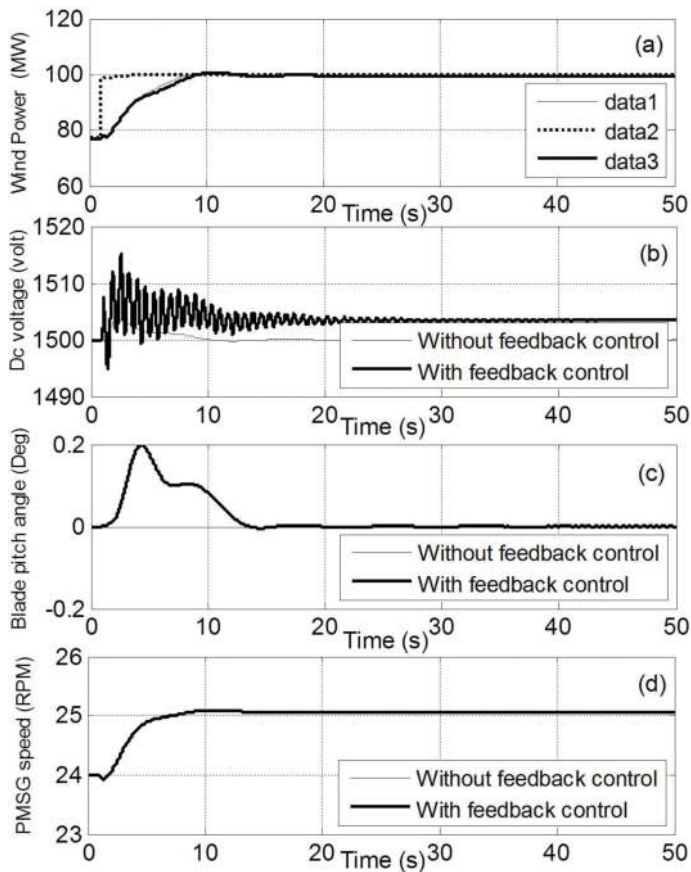 120
100
80
60
Wind Power (MW)
(a)
data1
data2
data3
0 10 20 30 40 50
Time (s)
1520
1510
1500
1490
Dc voltage (volt)
(b)
Without feedback control
With feedback control
0 10 20 30 40 50
Time (s)
0.2
0
-0.2
Blade pitch angle (Deg)
(c)
Without feedback control
With feedback control
0 10 20 30 40 50
Time (s)
26
25
24
23
PMSG speed (RPM)
(d)
Without feedback control
With feedback control
0 10 20 30 40 50
Time (s)